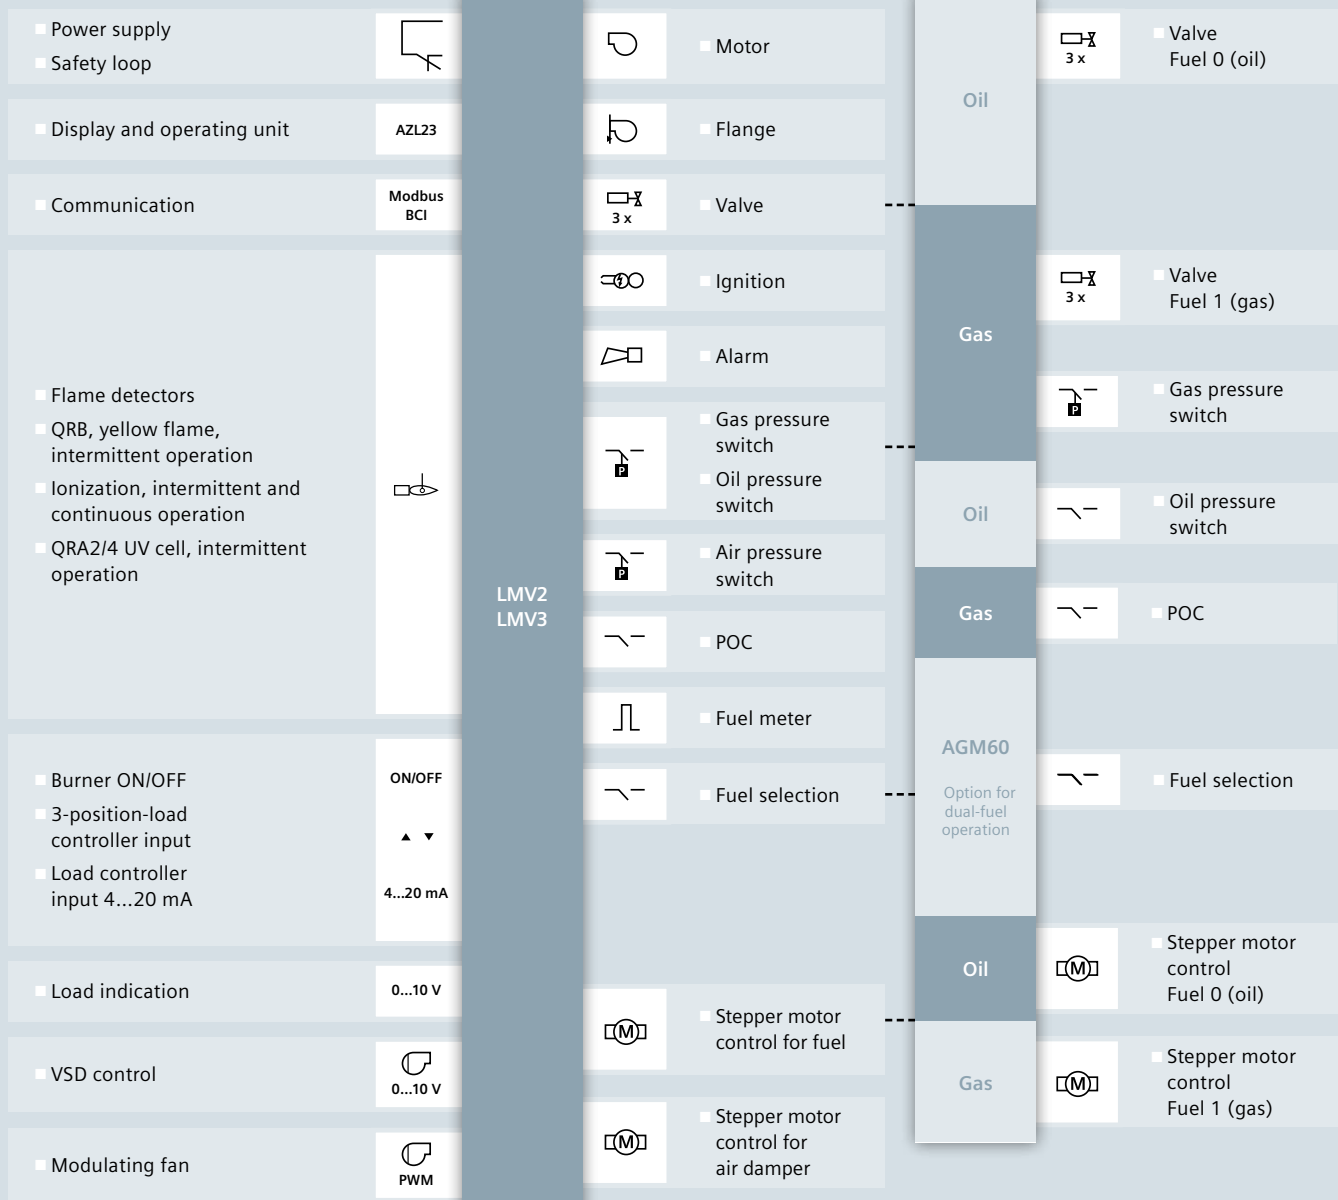 Power supply
Safety loop
Display and operating unit
AZL23
Communication
Modbus
BCI
Flame detectors
QRB, yellow flame,
intermittent operation
Ionization, intermittent and
continuous operation
QRA2/4 UV cell, intermittent
operation
Burner ON/OFF
3-position-load
controller input
Load controller
input 4...20 mA
ON/OFF
4...20 mA
Load indication
0...10 V
VSD control
0...10 V
Modulating fan
PWM
LMV2
LMV3
Motor
Flange
3 x
Valve
Ignition
Alarm
P
Gas pressure
switch
Oil pressure
switch
P
Air pressure
switch
POC
Fuel meter
Fuel selection
M
Stepper motor
control for fuel
M
Stepper motor
control for
air damper
Oil
Gas
Oil
Gas
AGM60
Option for
dual-fuel
operation
Oil
Gas
3 x
Valve
Fuel 0 (oil)
3 x
Valve
Fuel 1 (gas)
P
Gas pressure
switch
Oil pressure
switch
POC
Fuel selection
M
Stepper motor
control
Fuel 0 (oil)
M
Stepper motor
control
Fuel 1 (gas)